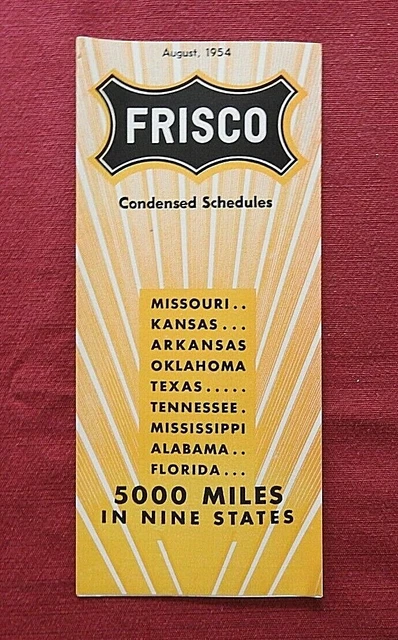 August, 1954
FRISCO
Condensed Schedules
MISSOURI..
KANSAS...
ARKANSAS
OKLAHOMA
TEXAS.....
TENNESSEE.
MISSISSIPPI
ALABAMA..
FLORIDA...
5000 MILES
IN NINE STATES